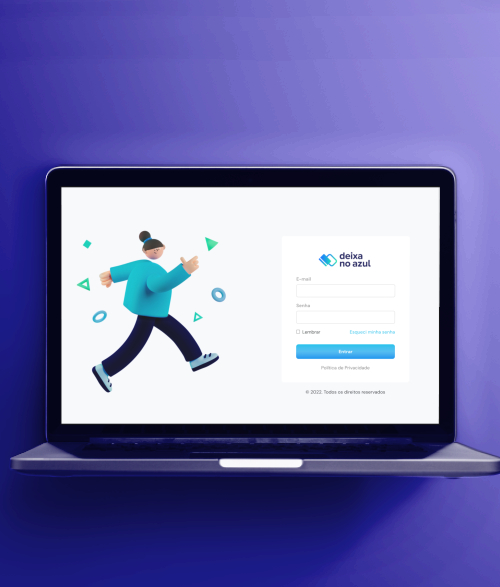 deixa
no azul
E-mail
Senha
Lembrar
Esqueci minha senha
Entrar
Política de Privacidade
© 2022. Todos os direitos reservados